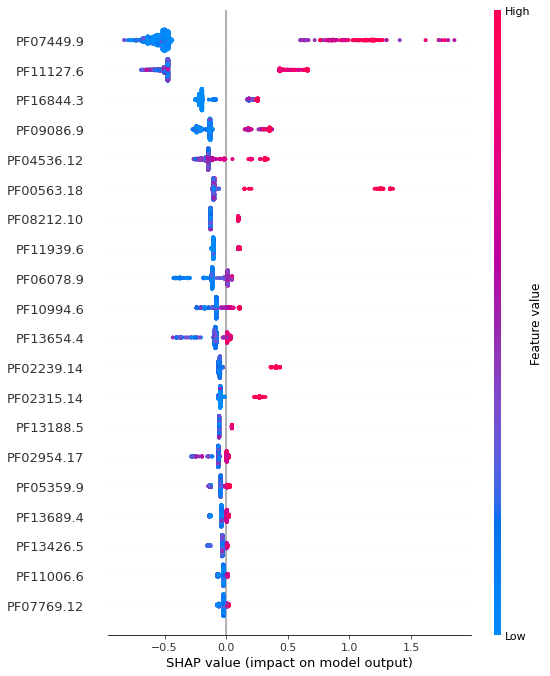 High
PF07449.9
PF11127.6
PF16844.3
PF09086.9
PF04536.12
PF00563.18
PF08212.10
PF11939.6
PF06078.9
PF10994.6
PF13654.4
PF02239.14
PF02315.14
PF13188.5
PF02954.17
PF05359.9
PF13689.4
PF13426.5
PF11006.6
PF07769.12
Feature value
Low
−0.5 0.0 0.5 1.0 1.5
SHAP value (impact on model output)